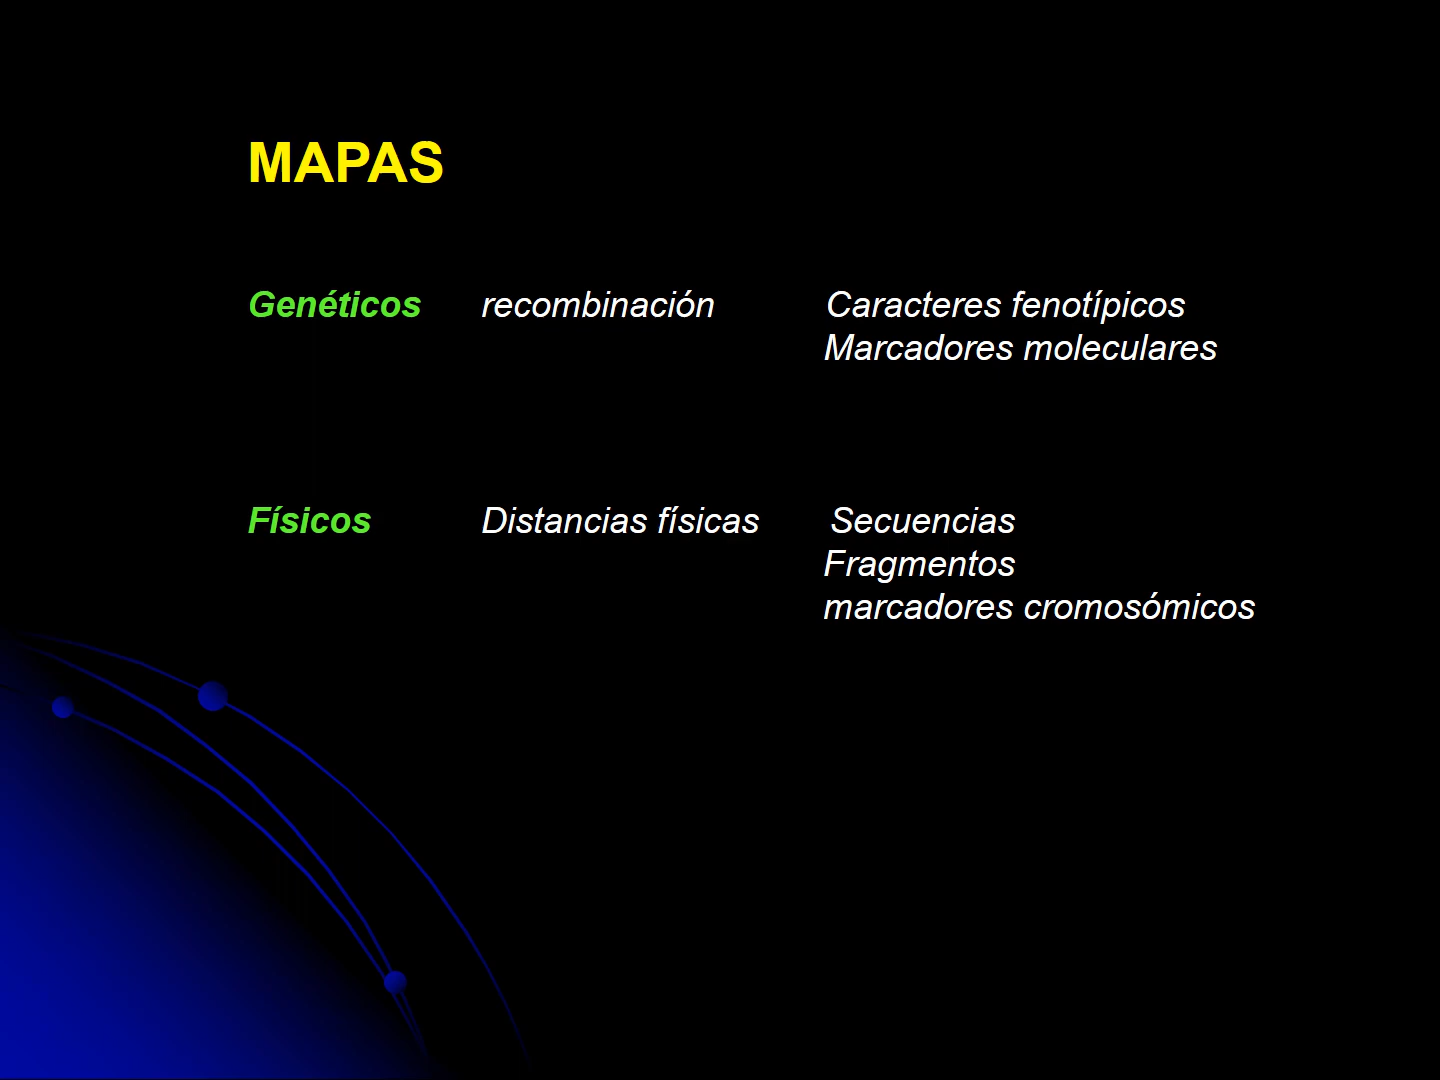 MAPAS
Genéticos recombinación Caracteres fenotípicos
Marcadores moleculares
Físicos Distancias físicas Secuencias
Fragmentos
marcadores cromosómicos